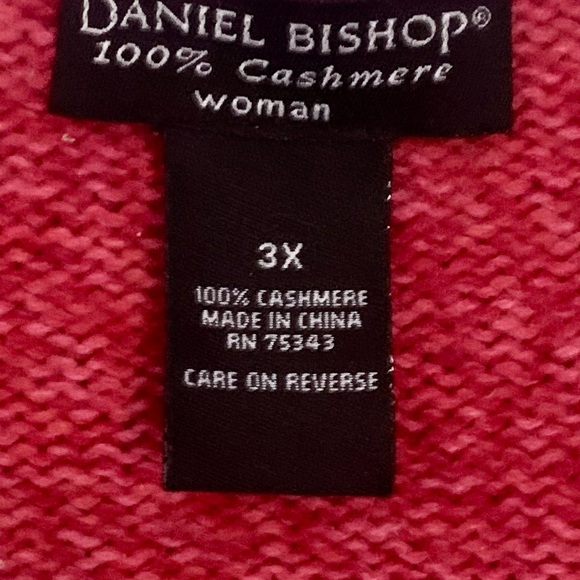 DANIEL BISHOP®
100% Cashmere
woman
3X
100% CASHMERE
MADE IN CHINA
RN 75343
CARE ON REVERSE